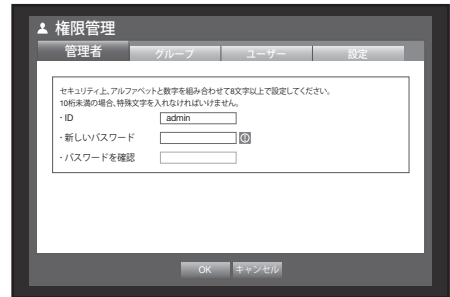 権限管理
管理者 グループ ユーザー 設定
セキュリティ上、アルファベットと数字を組み合わせて8文字以上で設定してください。
10桁未満の場合、特殊文字を入れなければいけません。
· ID admin
· 新しいパスワード
· パスワードを確認
OK キャンセル